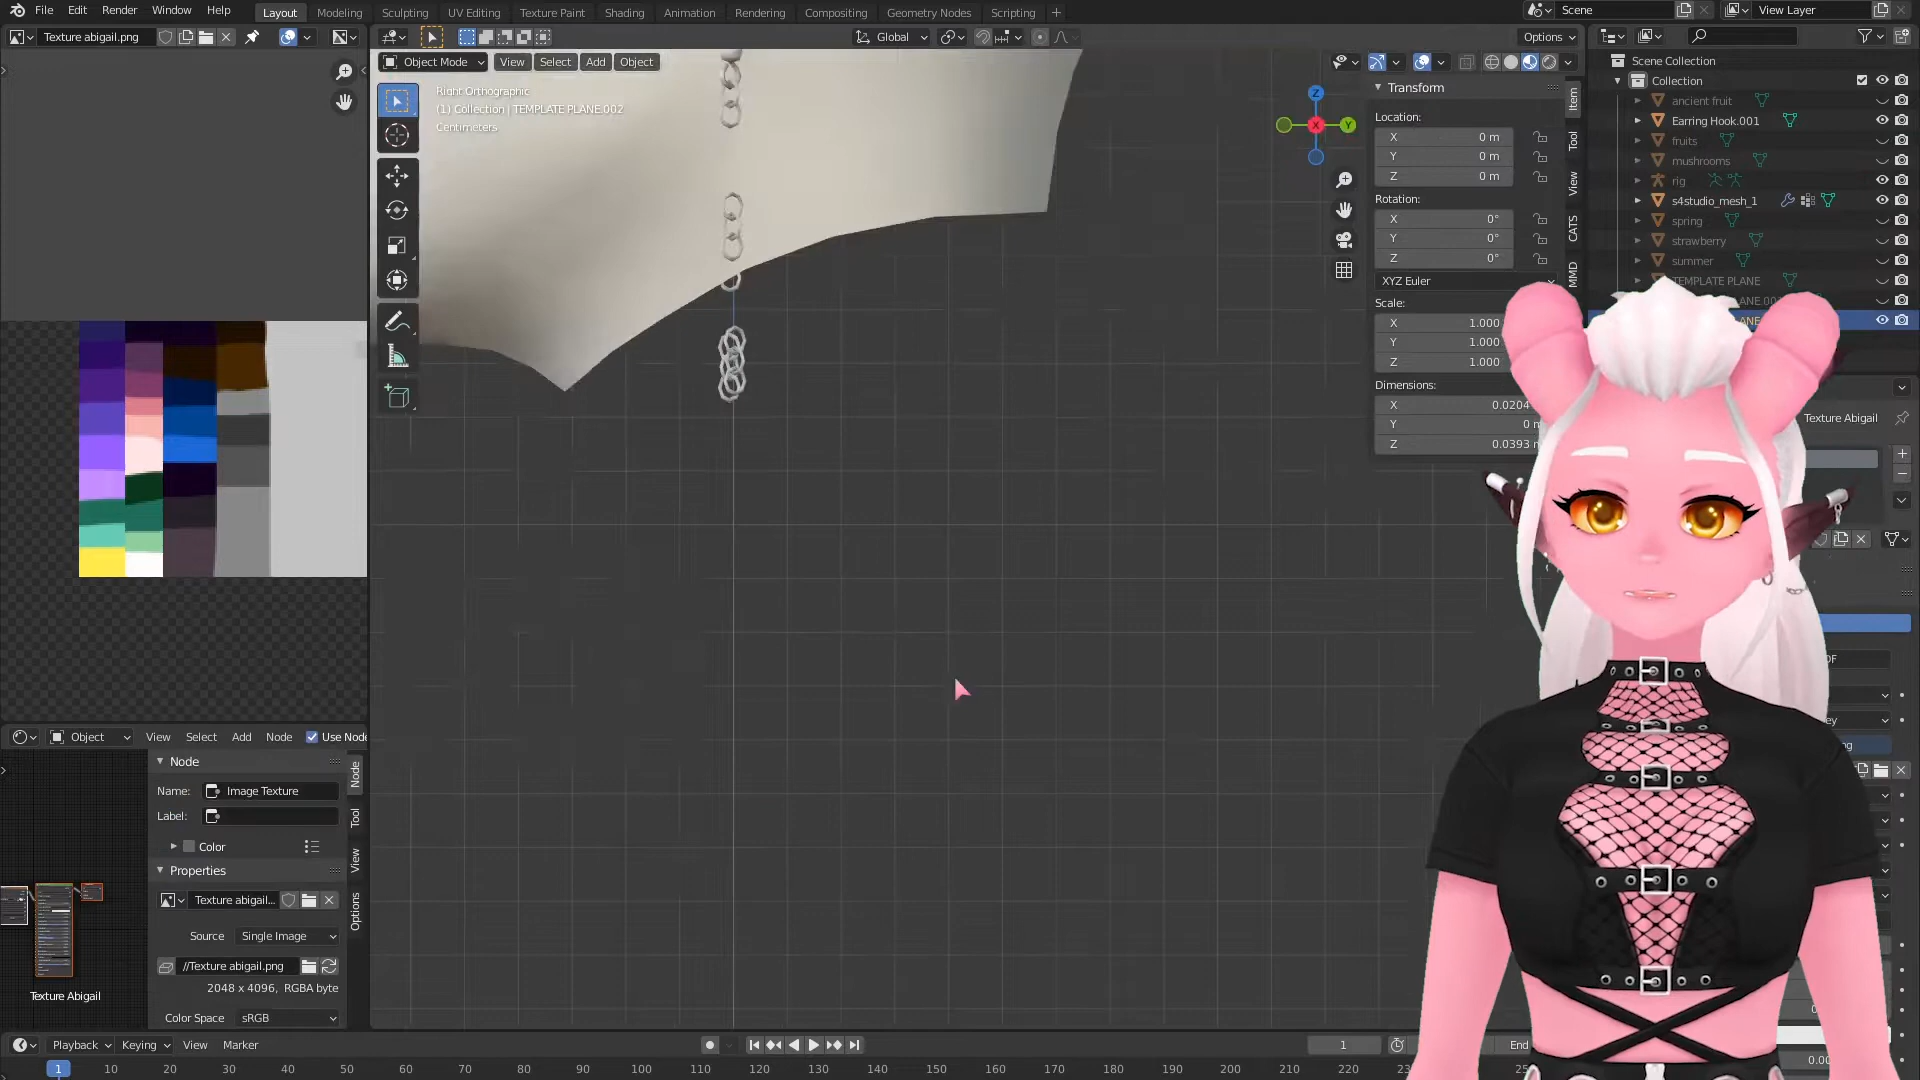 File Edit Render Window Help
Layout Modeling Sculpting UV Editing Texture Paint Shading Animation Rendering Compositing Geometry Nodes Scripting +
Scene View Layer
Texture abigail.png
Global
Options
Object Mode View Select Add Object
Right Orthographic
(1) Collection | TEMPLATE PLANE.002
Centimeters
Z
X
Y
Transform
Location:
X 0 m
Y 0 m
Z 0 m
Rotation:
X 0°
Y 0°
Z 0°
XYZ Euler
Scale:
X 1.000
Y 1.000
Z 1.000
Dimensions:
X 0.0204
Y 0 m
Z 0.0393 m
Item
Tool
View
CATS
MMD
Scene Collection
Collection
ancient fruit
Earring Hook.001
fruits
mushrooms
rig
s4studio_mesh_1
spring
strawberry
summer
TEMPLATE PLANE
Texture Abigail
Object View Select Add Node Use Node
Node
Name: Image Texture
Label:
Color
Properties
Texture abigail...
Source Single Image
//Texture abigail.png
2048 x 4096, RGBA byte
Color Space sRGB
Node
Tool
View
Options
Texture Abigail
Playback Keying View Marker
1
End
1 10 20 30 40 50 60 70 80 90 100 110 120 130 140 150 160 170 180 190 200 210 220